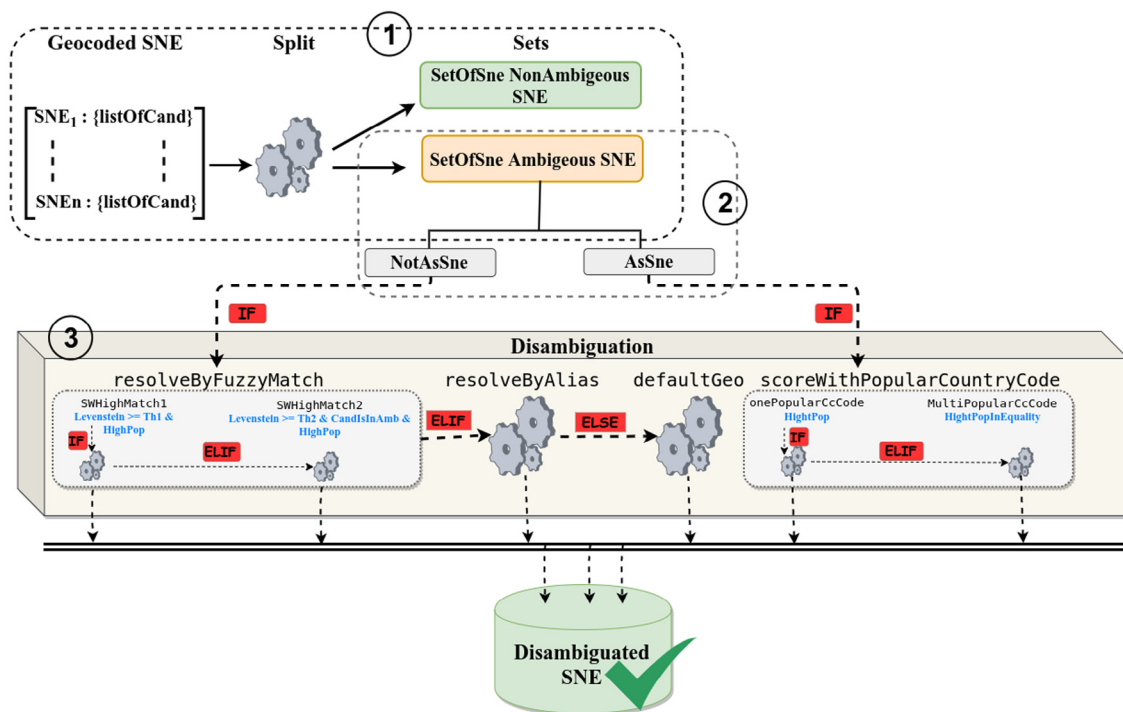 Geocoded SNE
Split
1
Sets
SetOfSne NonAmbigeous
SNE
SNE1 : {listOfCand}
SetOfSne Ambigeous SNE
SNEn : {listOfCand}
2
NotAsSne
AsSne
IF
IF
3
Disambiguation
resolveByFuzzyMatch
resolveByAlias
defaultGeo
scoreWithPopularCountryCode
SWHighMatch1
Levenstein >= Th1 &
HighPop
SWHighMatch2
Levenstein >= Th2 & CandIsInAmb &
HighPop
IF
ELIF
ELIF
ELSE
onePopularCcCode
HightPop
MultiPopularCcCode
HightPopInEquality
IF
ELIF
Disambiguated
SNE